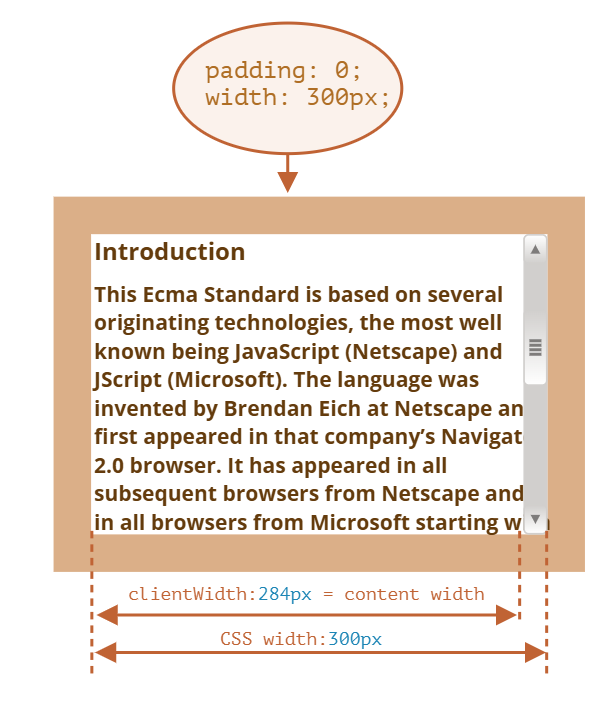 padding: 0;
width: 300px;
Introduction
This Ecma Standard is based on several
originating technologies, the most well
known being JavaScript (Netscape) and
JScript (Microsoft). The language was
invented by Brendan Eich at Netscape an
first appeared in that company’s Navigat
2.0 browser. It has appeared in all
subsequent browsers from Netscape and
in all browsers from Microsoft starting
clientWidth:284px = content width
CSS width:300px